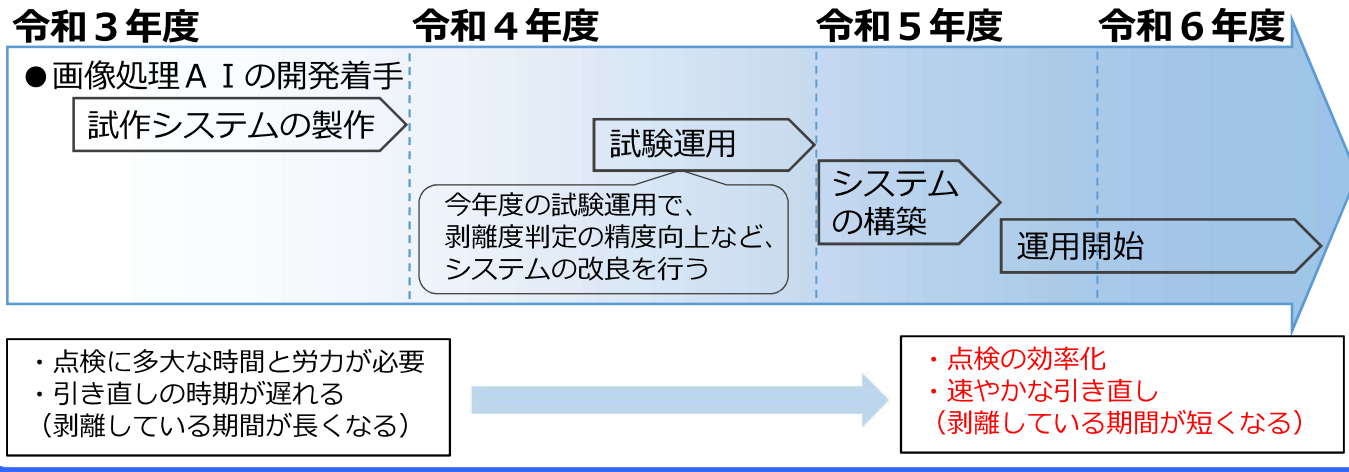 令和３年度
令和４年度
令和５年度
令和６年度
●画像処理ＡＩの開発着手
試作システムの製作
試験運用
今年度の試験運用で、
剥離度判定の精度向上など、
システムの改良を行う
システム
の構築
運用開始
・点検に多大な時間と労力が必要
・引き直しの時期が遅れる
（剥離している期間が長くなる）
・点検の効率化
・速やかな引き直し
（剥離している期間が短くなる）